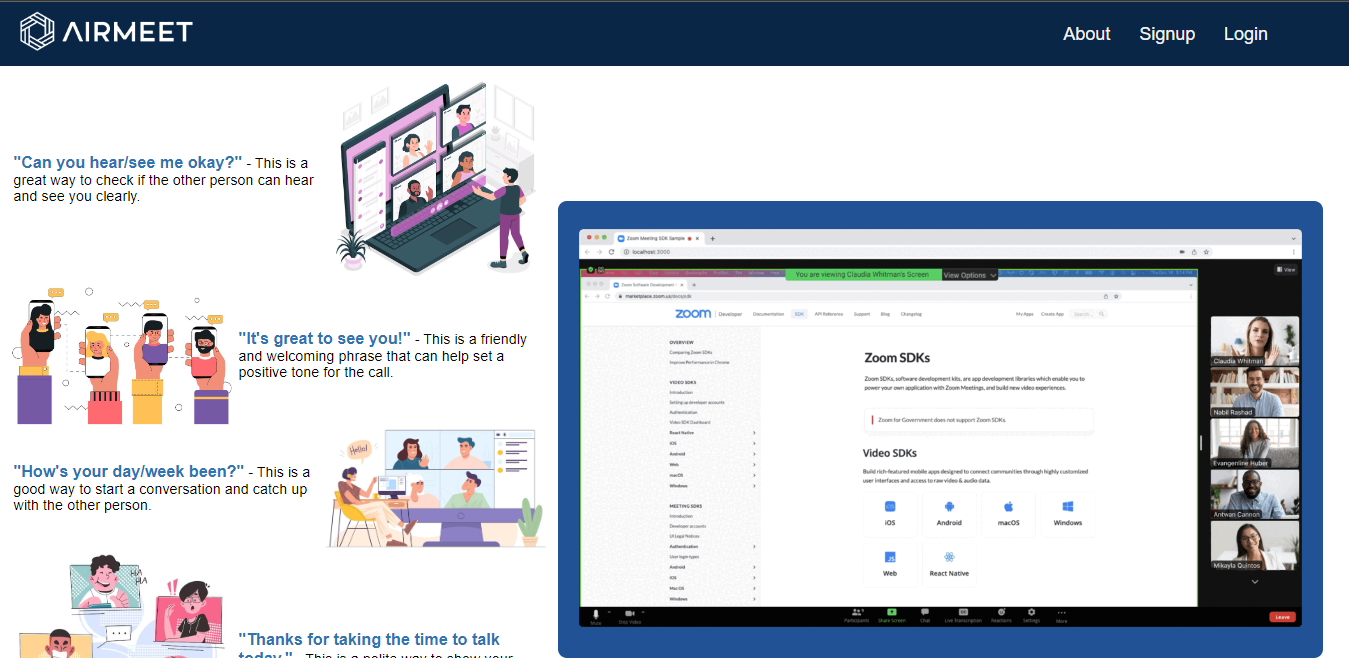 AIRMEET
About
Signup
Login
"Can you hear/see me okay?" - This is a
great way to check if the other person can hear
and see you clearly.
"It's great to see you!" - This is a friendly
and welcoming phrase that can help set a
positive tone for the call.
Hello!
"How's your day/week been?" - This is a
good way to start a conversation and catch up
with the other person.
HA
HA
"Thanks for taking the time to talk
today." - This is a polite way to show your
Zoom Meeting SDK Sample
localhost:3000
You are viewing Claudia Whitman's Screen
View Options
View
Zoom Software Development
marketplace.zoom.us/docs/sdk
zoom Developer
Documentation
SDK
API Reference
Support
Blog
Changelog
My Apps
Create App
Search...
OVERVIEW
Comparing Zoom SDKs
Improve Performance in Chrome
VIDEO SDKS
Introduction
Setting up developer accounts
Authentication
Video SDK Dashboard
React Native
iOS
Android
Web
macOS
Windows
MEETING SDKS
Introduction
Developer accounts
UI Legal Notices
Authentication
User login types
Android
iOS
Mac OS
Windows
Zoom SDKs
Zoom SDKs, software development kits, are app development libraries which enable you to
power your own application with Zoom Meetings, and build new video experiences.
Zoom for Government does not support Zoom SDKs.
Video SDKs
Build rich-featured mobile apps designed to connect communities through highly customized
user interfaces and access to raw video & audio data.
iOS
Android
macOS
Windows
JS
Web
React Native
Claudia Whitman
Nabil Rashad
Evangenline Huber
Antwan Cannon
Mikayla Quintos
Mute
Stop Video
Participants
Share Screen
Chat
Live Transcription
Reactions
Settings
More
Leave